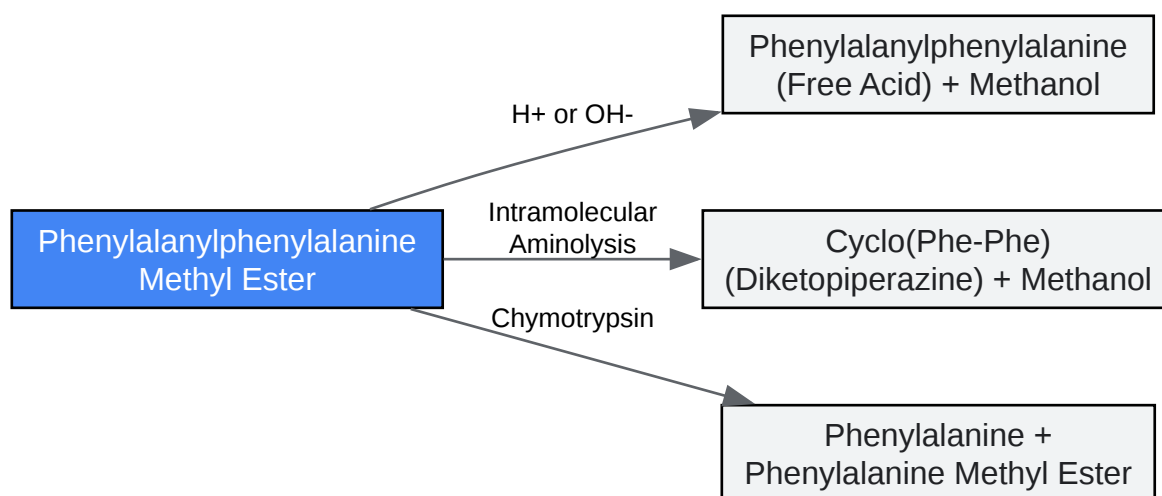 Phenylalanylphenylalanine
(Free Acid) + Methanol
H+ or OH-
Phenylalanylphenylalanine
Methyl Ester
Intramolecular
Aminolysis
Cyclo(Phe-Phe)
(Diketopiperazine) + Methanol
Chymotrypsin
Phenylalanine +
Phenylalanine Methyl Ester